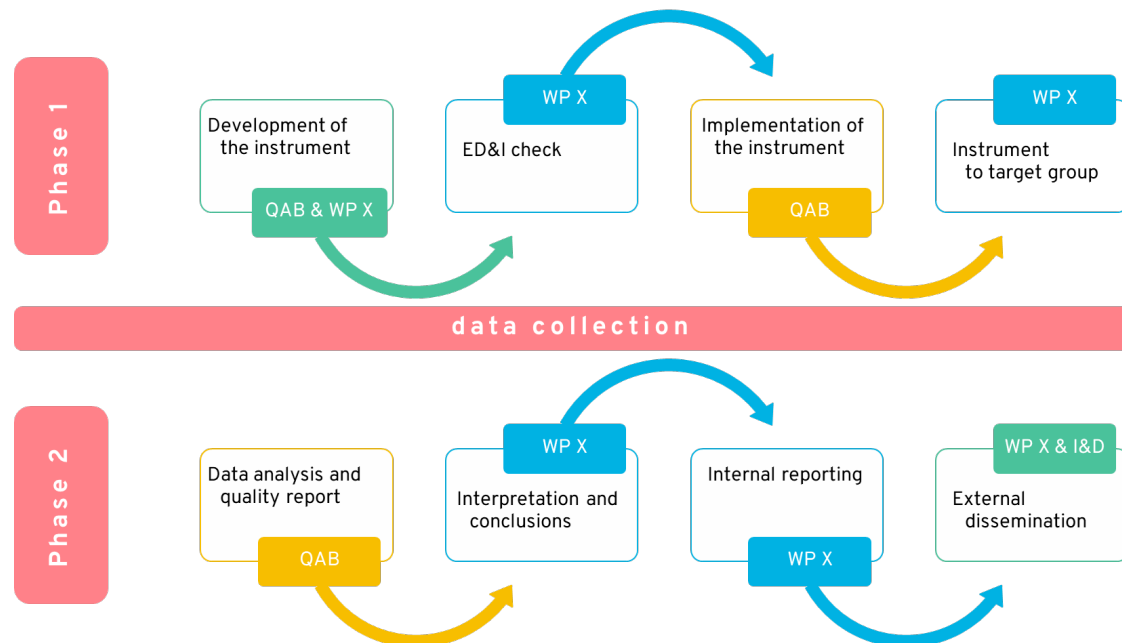 Phase 1
Development of
the instrument
QAB & WP X
WP X
ED&I check
Implementation of
the instrument
QAB
WP X
Instrument
to target group
data collection
Phase 2
Data analysis and
quality report
QAB
WP X
Interpretation and
conclusions
Internal reporting
WP X
WP X & I&D
External
dissemination